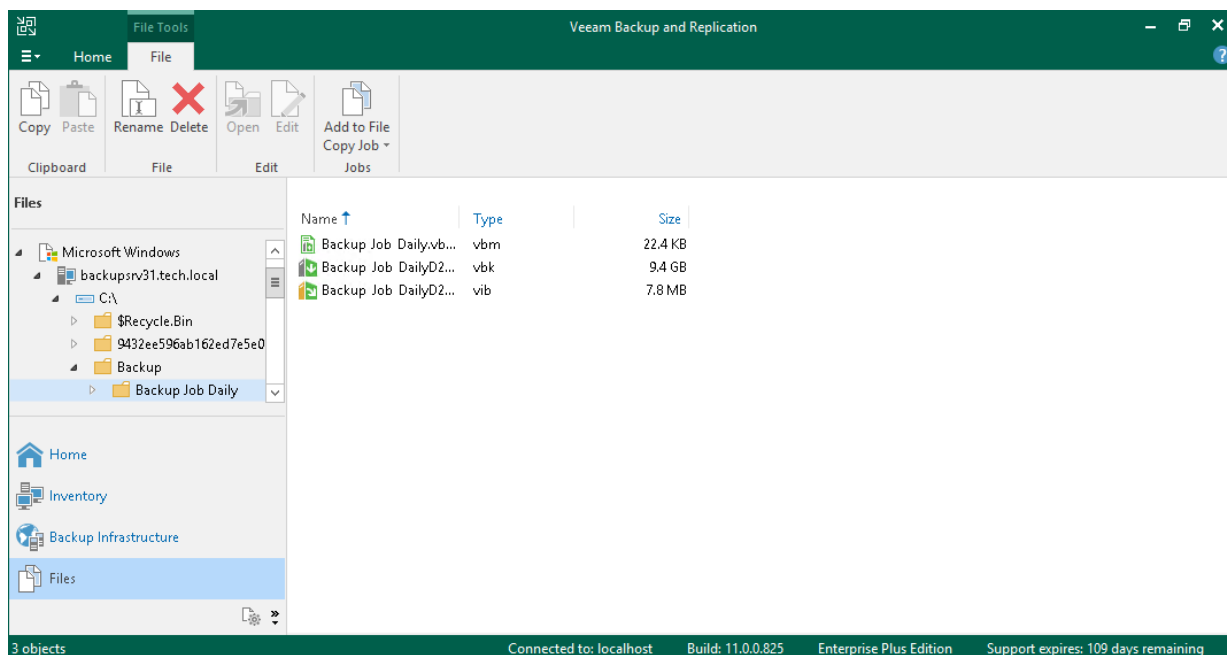 File Tools
Veeam Backup and Replication
Home
File
Copy
Paste
Rename
Delete
Open
Edit
Add to File
Copy Job
Clipboard
File
Edit
Jobs
Files
Name
Type
Size
Microsoft Windows
backupsrv31.tech.local
C:\
$Recycle.Bin
9432ee596ab162ed7e5e0
Backup
Backup Job Daily
Backup Job Daily.vb... vbm 22.4 KB
Backup Job DailyD2... vbk 9.4 GB
Backup Job DailyD2... vib 7.8 MB
Home
Inventory
Backup Infrastructure
Files
3 objects
Connected to: localhost
Build: 11.0.0.825
Enterprise Plus Edition
Support expires: 109 days remaining